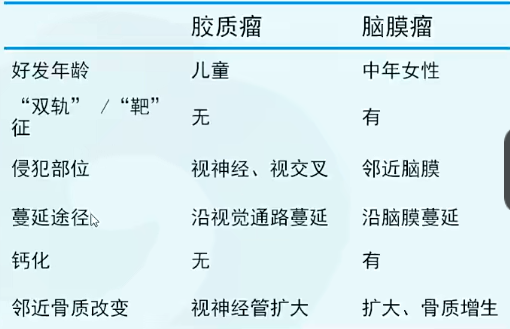 胶质瘤 脑膜瘤
好发年龄 儿童 中年女性
“双轨” /“靶”
征 无 有
侵犯部位 视神经、视交叉 邻近脑膜
蔓延途径 沿视觉通路蔓延 沿脑膜蔓延
钙化 无 有
邻近骨质改变 视神经管扩大 扩大、骨质增生